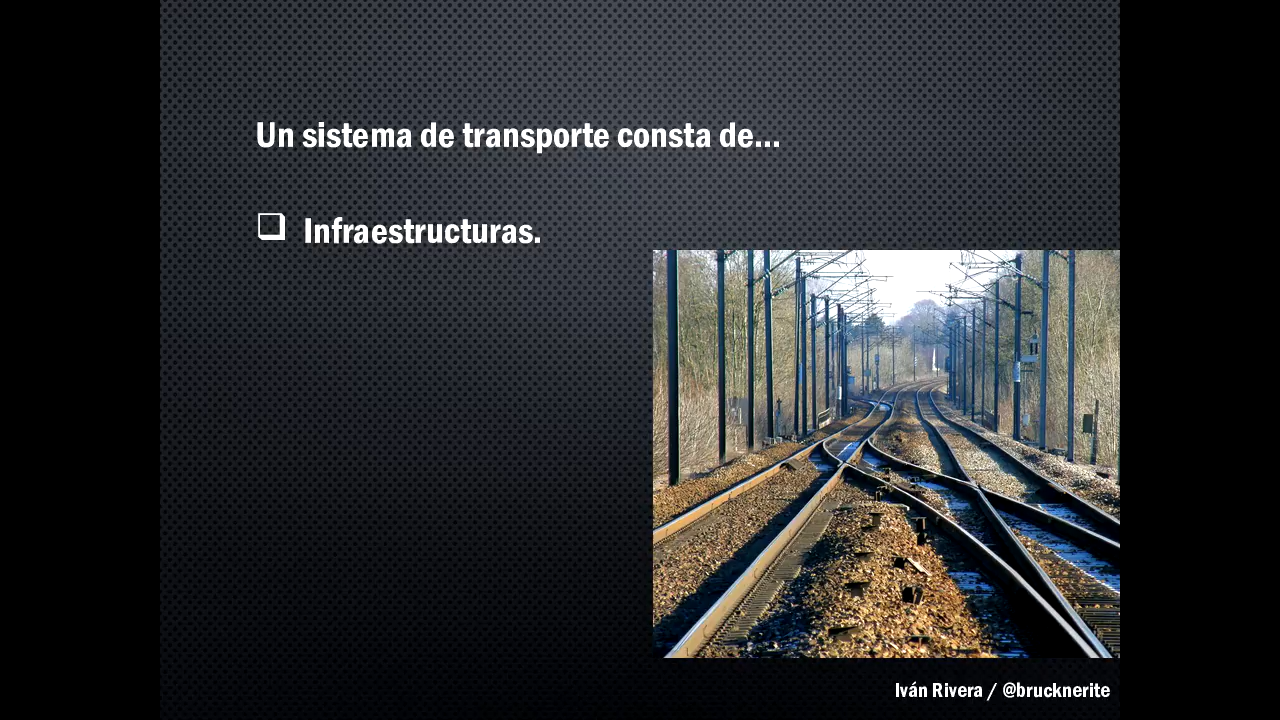 Un sistema de transporte consta de...
Infraestructuras.
Iván Rivera / @brucknerite